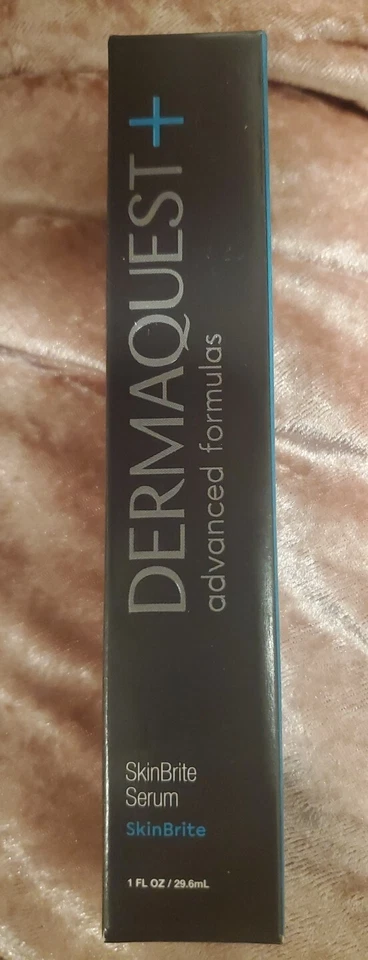 DERMAQUEST+
advanced formulas
SkinBrite
Serum
SkinBrite
1 FL OZ / 29.6mL